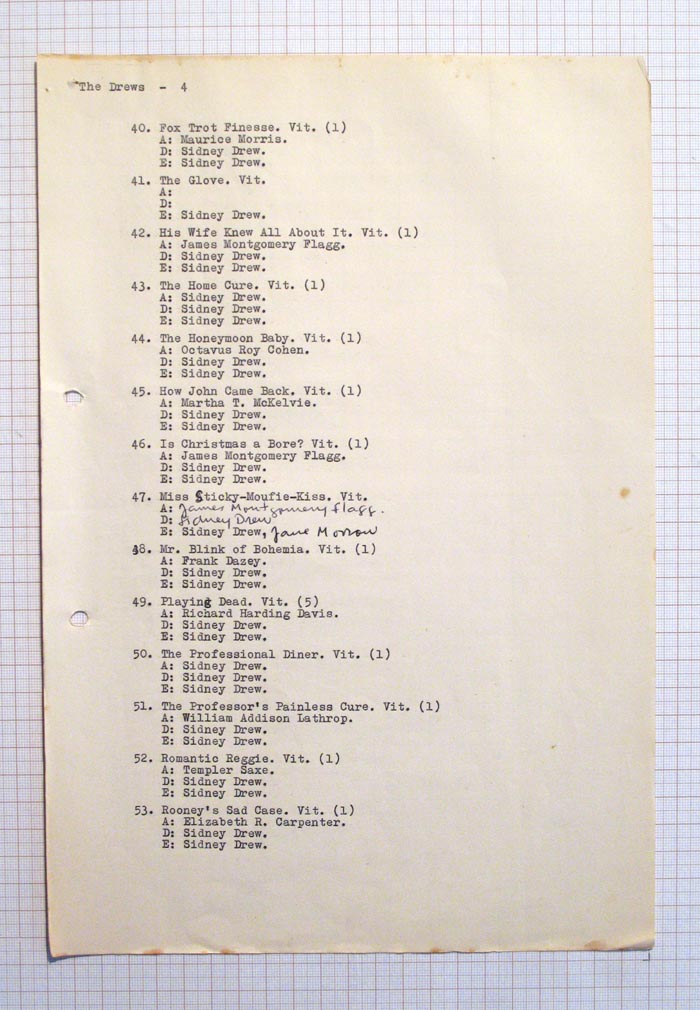 The Drews - 4
40. Fox Trot Finesse. Vit. (1)
A: Maurice Morris.
D: Sidney Drew.
E: Sidney Drew.
41. The Glove. Vit.
A:
D:
E: Sidney Drew.
42. His Wife Knew All About It. Vit. (1)
A: James Montgomery Flagg.
D: Sidney Drew.
E: Sidney Drew.
43. The Home Cure. Vit. (1)
A: Sidney Drew.
D: Sidney Drew.
E: Sidney Drew.
44. The Honeymoon Baby. Vit. (1)
A: Octavus Roy Cohen.
D: Sidney Drew.
E: Sidney Drew.
45. How John Came Back. Vit. (1)
A: Martha T. McKelvie.
D: Sidney Drew.
E: Sidney Drew.
46. Is Christmas a Bore? Vit. (1)
A: James Montgomery Flagg.
D: Sidney Drew.
E: Sidney Drew.
47. Miss Sticky-Moufie-Kiss. Vit.
A: James Montgomery Flagg.
D: Sidney Drew
E: Sidney Drew, Jane Morrow
48. Mr. Blink of Bohemia. Vit. (1)
A: Frank Dazey.
D: Sidney Drew.
E: Sidney Drew.
49. Playing Dead. Vit. (5)
A: Richard Harding Davis.
D: Sidney Drew.
E: Sidney Drew.
50. The Professional Diner. Vit. (1)
A: Sidney Drew.
D: Sidney Drew.
E: Sidney Drew.
51. The Professor's Painless Cure. Vit. (1)
A: William Addison Lathrop.
D: Sidney Drew.
E: Sidney Drew.
52. Romantic Reggie. Vit. (1)
A: Templer Saxe.
D: Sidney Drew.
E: Sidney Drew.
53. Rooney's Sad Case. Vit. (1)
A: Elizabeth R. Carpenter.
D: Sidney Drew.
E: Sidney Drew.